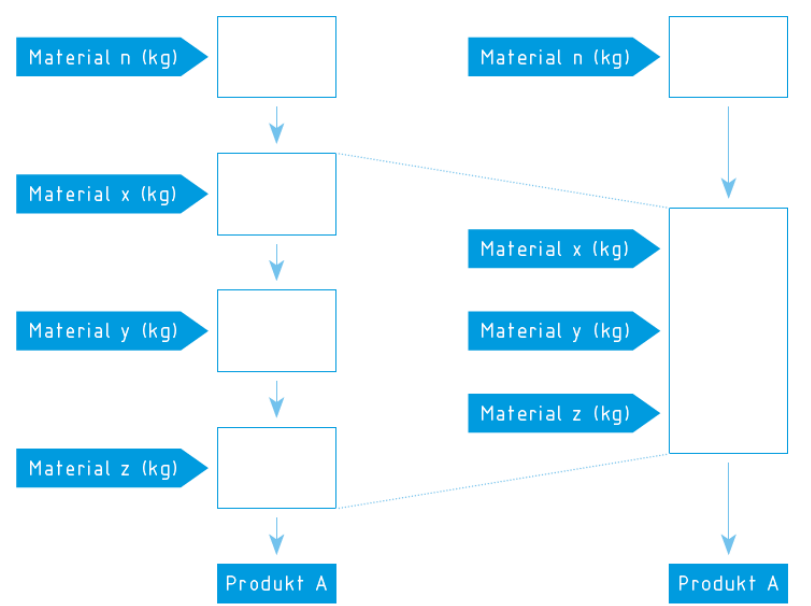 Material n (kg)
Material x (kg)
Material y (kg)
Material z (kg)
Produkt A
Material n (kg)
Material x (kg)
Material y (kg)
Material z (kg)
Produkt A